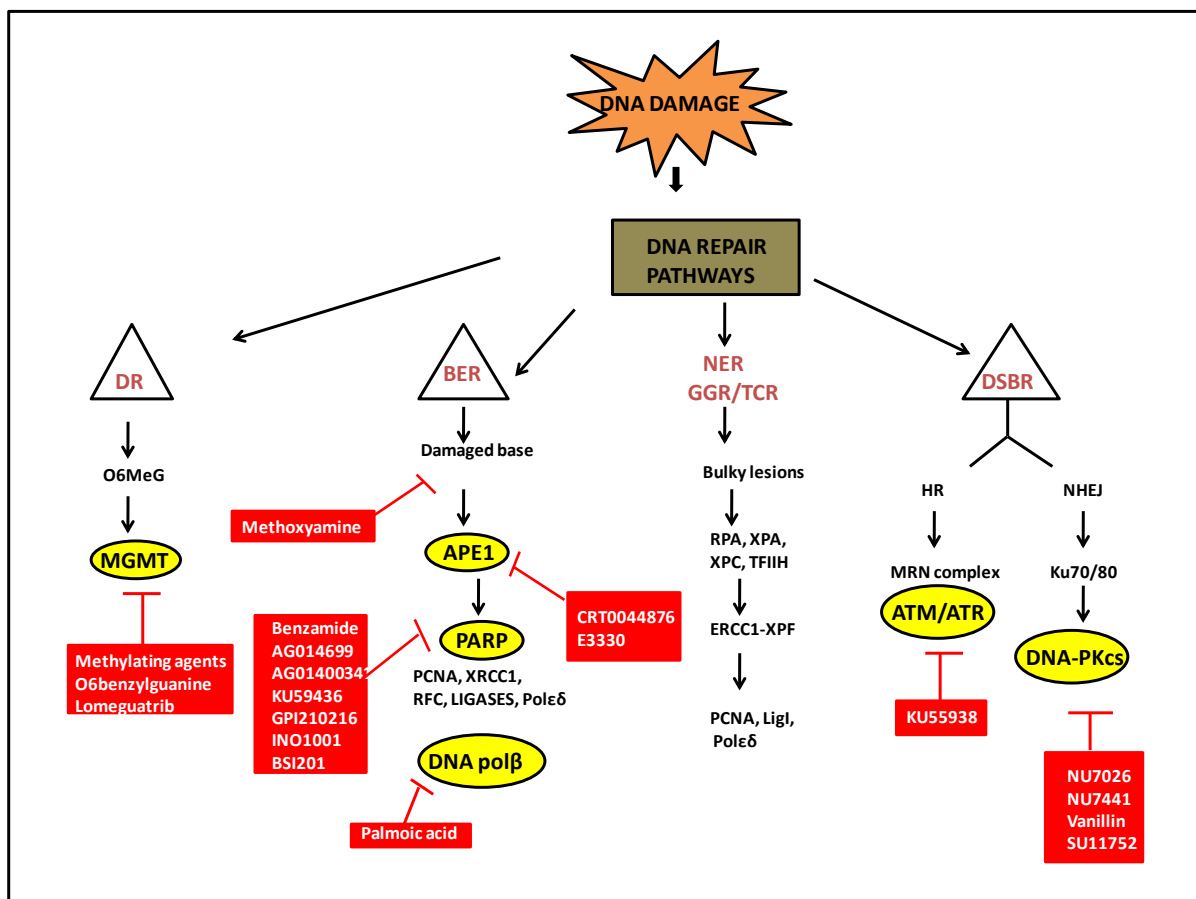 DNA DAMAGE
DNA REPAIR
PATHWAYS
DR
O6MeG
MGMT
Methylating agents
O6benzylguanine
Lomeguatrib
BER
Damaged base
Methoxyamine
APE1
CRT0044876
E3330
PARP
Benzamide
AG014699
AG01400341
KU59436
GPI210216
INO1001
BSI201
PCNA, XRCC1,
RFC, LIGASES, Polεδ
DNA polβ
Palmoic acid
NER
GGR/TCR
Bulky lesions
RPA, XPA,
XPC, TFIIH
ERCC1-XPF
PCNA, LigI,
Polεδ
DSBR
HR
MRN complex
ATM/ATR
KU55938
NHEJ
Ku70/80
DNA-PKcs
NU7026
NU7441
Vanillin
SU11752